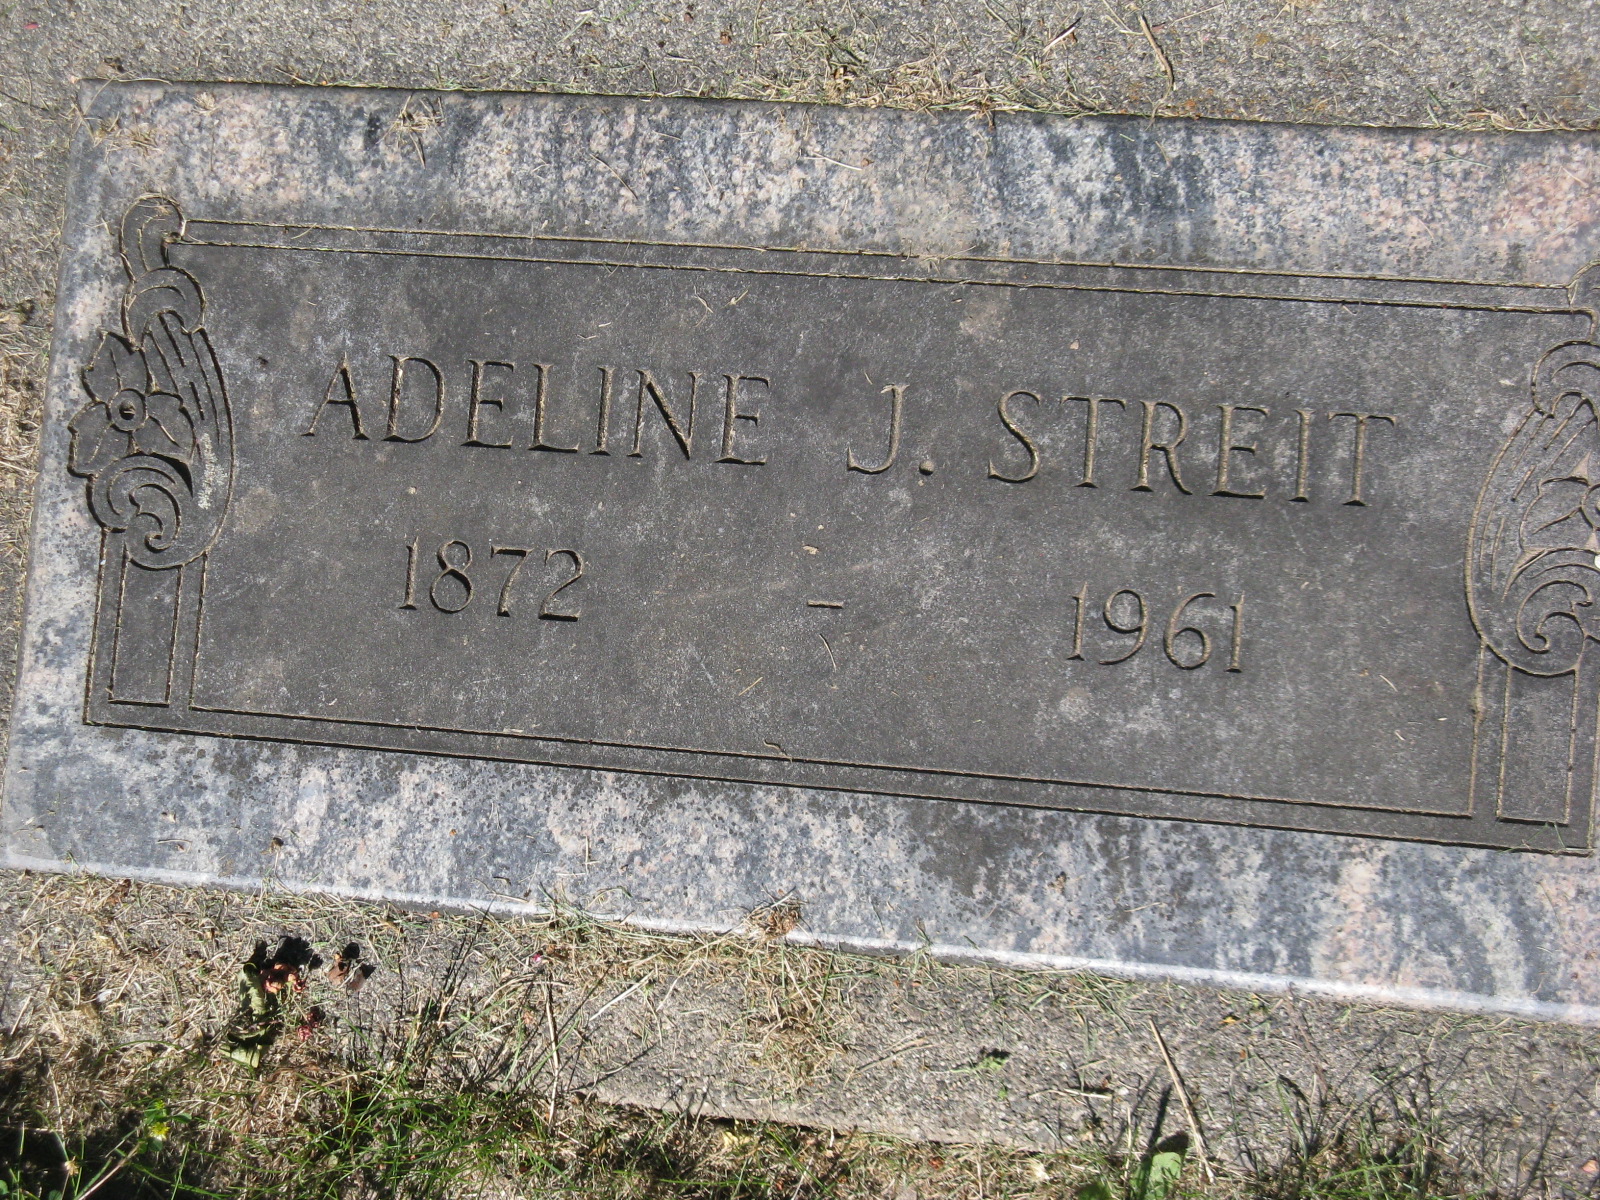 ADELINE J. STREIT
1872 - 1961